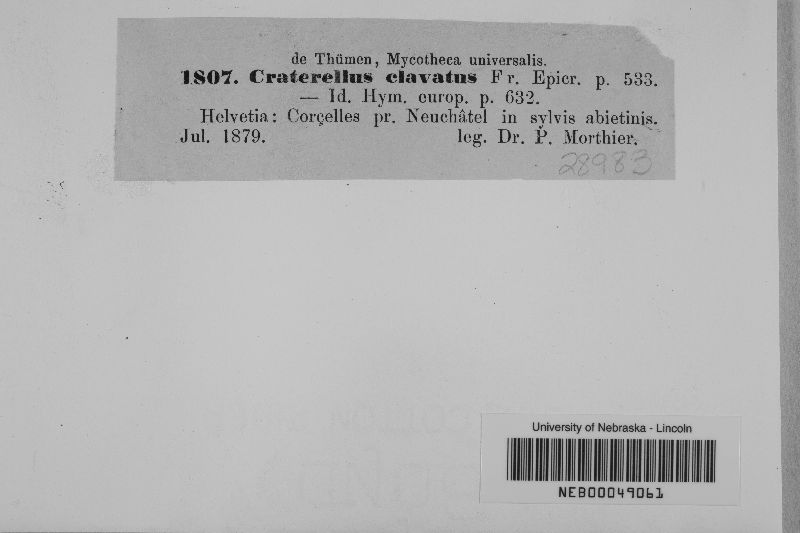 de Thümen, Mycotheca universalis.
1807. Craterellus clavatus Fr. Epicr. p. 533.
— Id. Hym. europ. p. 632.
Helvetia: Corçelles pr. Neuchâtel in sylvis abietinis.
Jul. 1879. leg. Dr. P. Morthier.
28983
University of Nebraska - Lincoln
NEB00049061